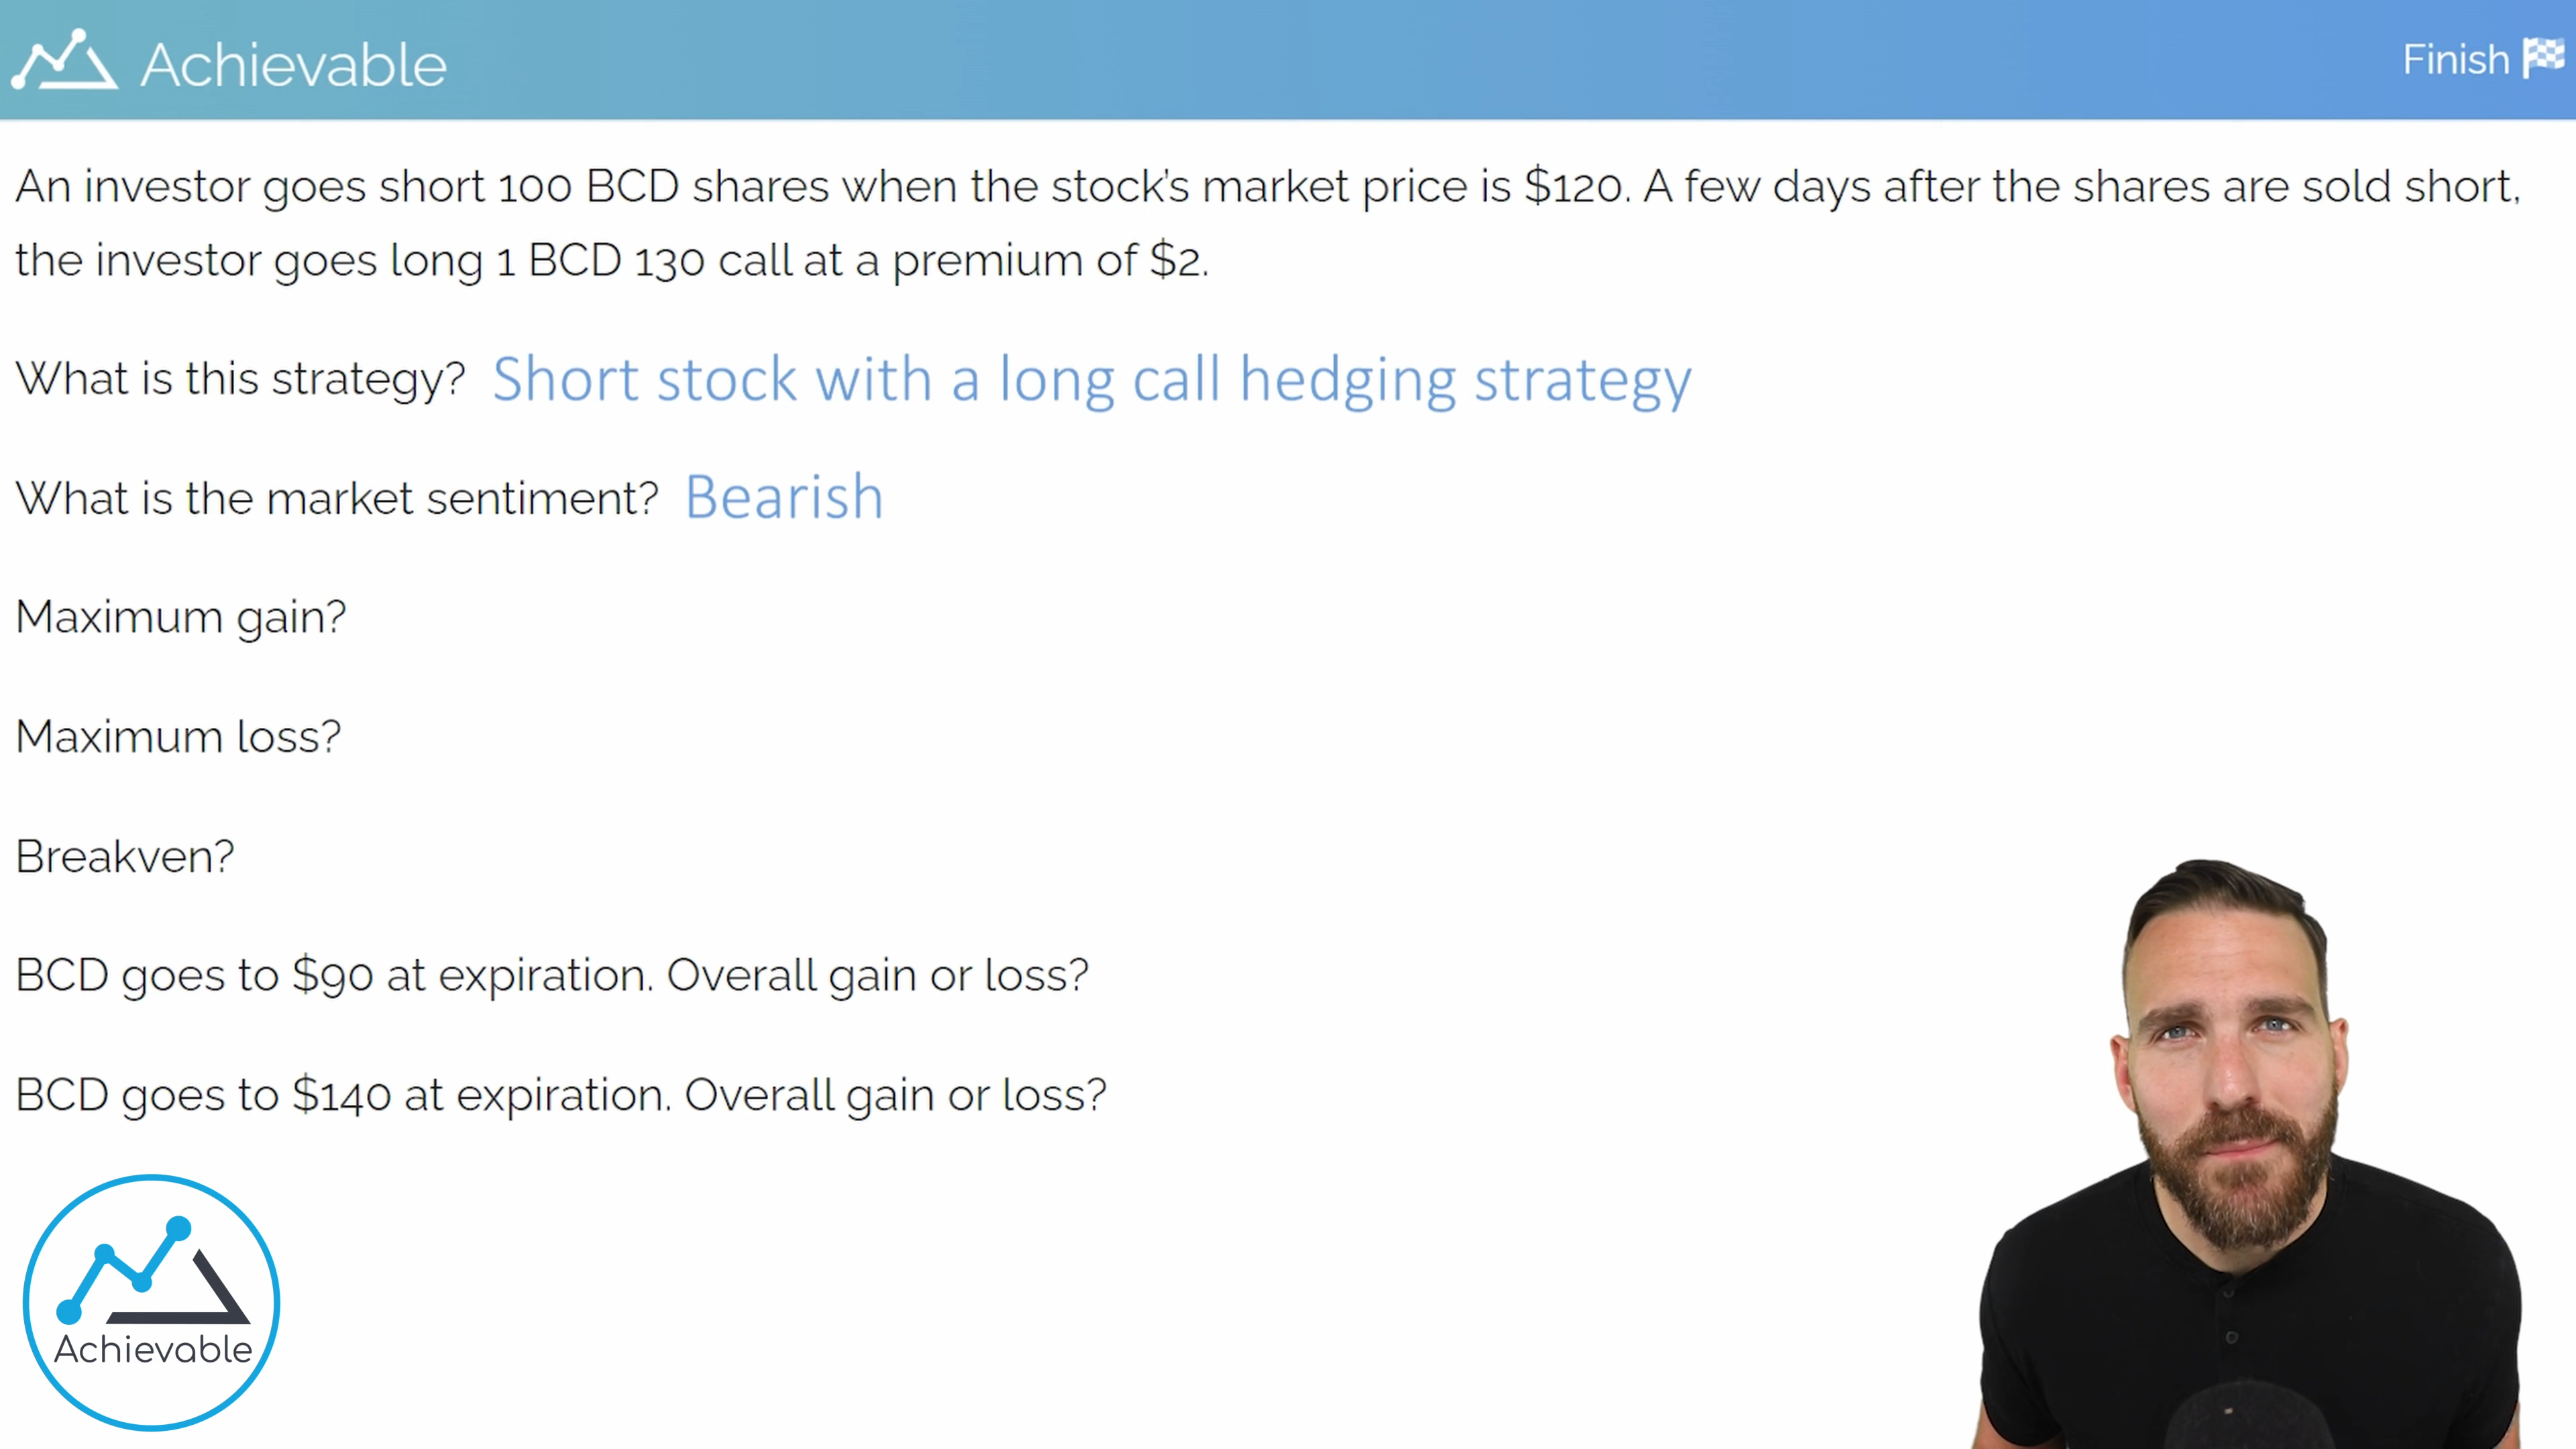 Achievable
Finish
An investor goes short 100 BCD shares when the stock's market price is $120. A few days after the shares are sold short,
the investor goes long 1 BCD 130 call at a premium of $2.
What is this strategy? Short stock with a long call hedging strategy
What is the market sentiment? Bearish
Maximum gain?
Maximum loss?
Breakven?
BCD goes to $90 at expiration. Overall gain or loss?
BCD goes to $140 at expiration. Overall gain or loss?
Achievable